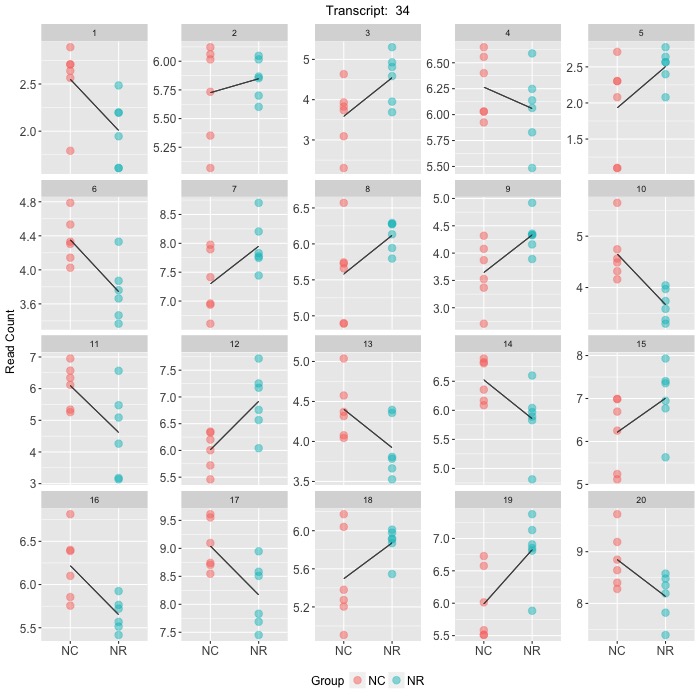 Transcript: 34
1 2 3 4 5
2.5 2.0
6.00 5.75 5.50 5.25
5 4 3
6.50 6.25 6.00 5.75 5.50
2.5 2.0 1.5
6 7 8 9 10
4.8 4.4 4.0 3.6
8.5 8.0 7.5 7.0
6.5 6.0 5.5 5.0
5.0 4.5 4.0 3.5 3.0
5 4
Read Count
11 12 13 14 15
7 6 5 4 3
7.5 7.0 6.5 6.0 5.5
5.0 4.5 4.0 3.5
6.5 6.0 5.5 5.0
8 7 6 5
16 17 18 19 20
6.5 6.0 5.5
9.5 9.0 8.5 8.0 7.5
6.0 5.6 5.2
7.0 6.5 6.0 5.5
9 8
NC NR NC NR NC NR NC NR NC NR
Group NC NR